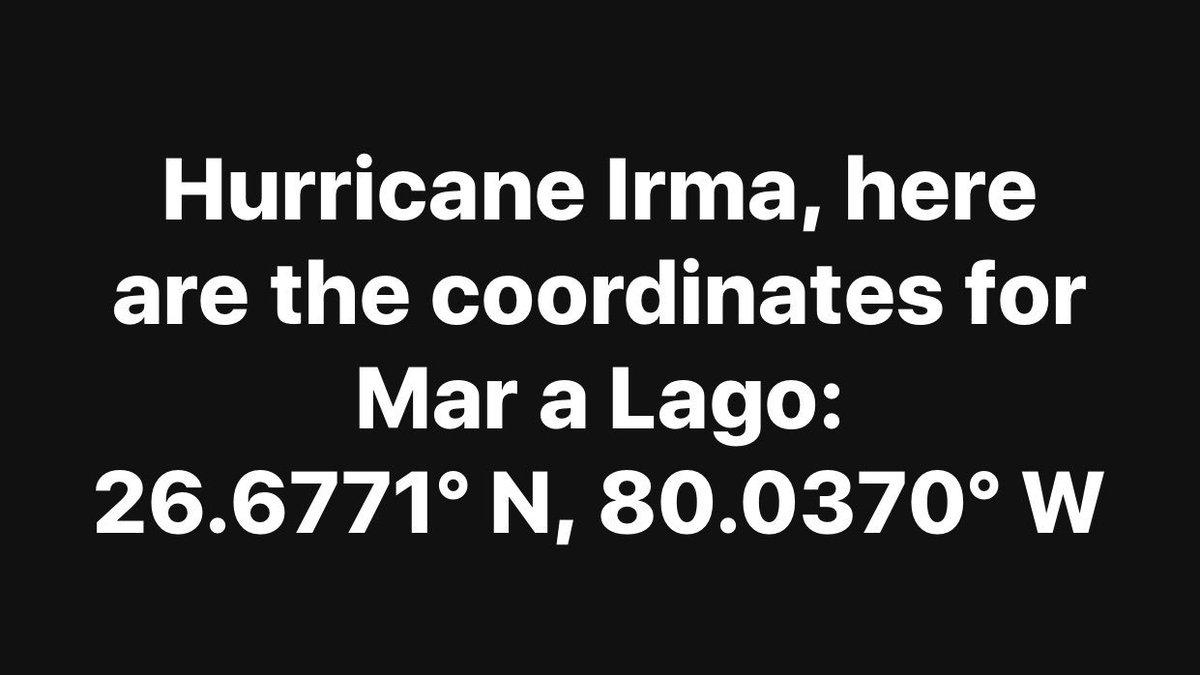 Hurricane Irma, here
are the coordinates for
Mar a Lago:
26.6771° N, 80.0370° W